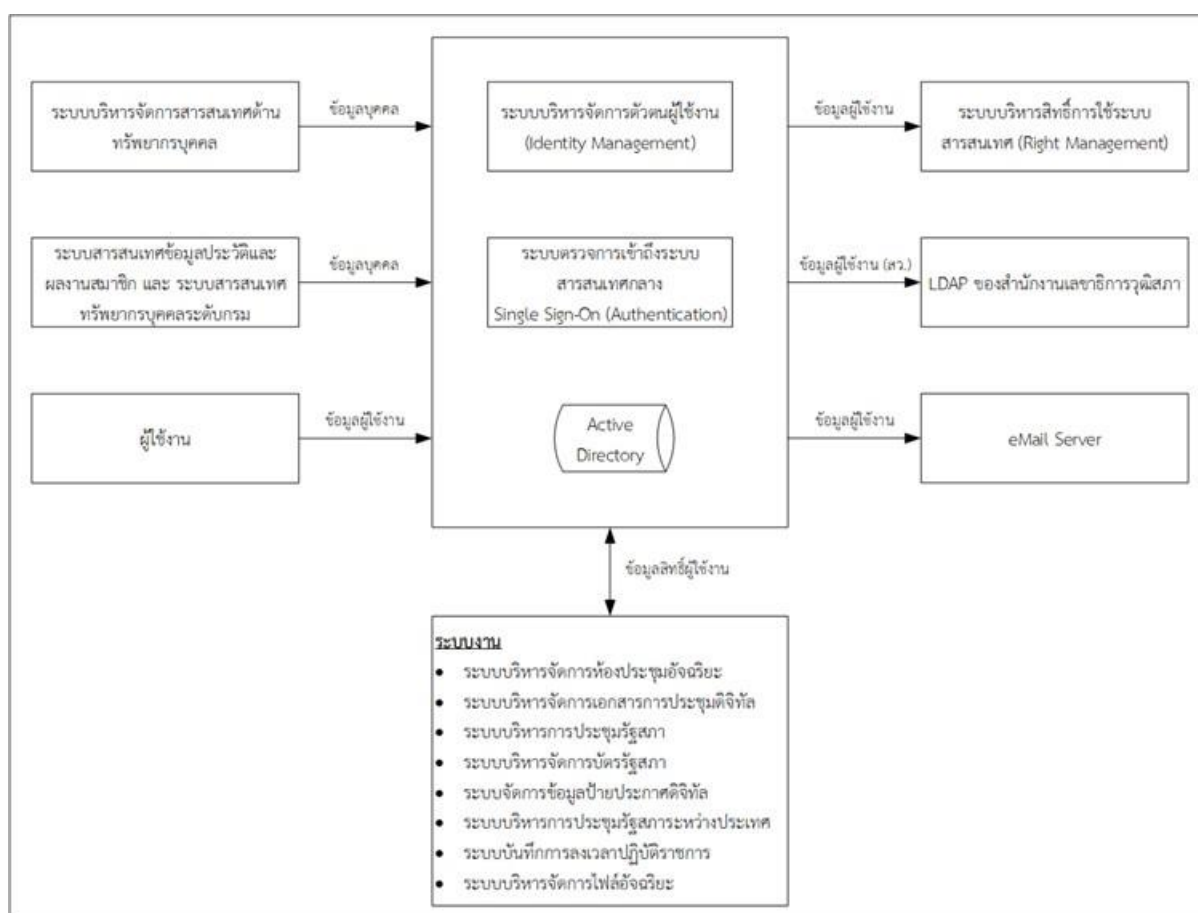 ระบบบริหารจัดการสารสนเทศด้าน
ทรัพยากรบุคคล
ข้อมูลบุคคล
ระบบบริหารจัดการตัวตนผู้ใช้งาน
(Identity Management)
ข้อมูลผู้ใช้งาน
ระบบบริหารสิทธิ์การใช้ระบบ
สารสนเทศ (Right Management)
ระบบสารสนเทศข้อมูลประวัติและ
ผลงานสมาชิก และ ระบบสารสนเทศ
ทรัพยากรบุคคลระดับกรม
ข้อมูลบุคคล
ระบบตรวจการเข้าถึงระบบ
สารสนเทศกลาง
Single Sign-On (Authentication)
ข้อมูลผู้ใช้งาน (สว.)
LDAP ของสำนักงานเลขาธิการวุฒิสภา
ผู้ใช้งาน
ข้อมูลผู้ใช้งาน
Active
Directory
ข้อมูลผู้ใช้งาน
eMail Server
ข้อมูลสิทธิ์ผู้ใช้งาน
ระบบงาน
• ระบบบริหารจัดการห้องประชุมอัจฉริยะ
• ระบบบริหารจัดการเอกสารการประชุมดิจิทัล
• ระบบบริหารการประชุมรัฐสภา
• ระบบบริหารจัดการบัตรรัฐสภา
• ระบบจัดการข้อมูลป้ายประกาศดิจิทัล
• ระบบบริหารการประชุมรัฐสภาระหว่างประเทศ
• ระบบบันทึกการลงเวลาปฏิบัติราชการ
• ระบบบริหารจัดการไฟล์อัจฉริยะ